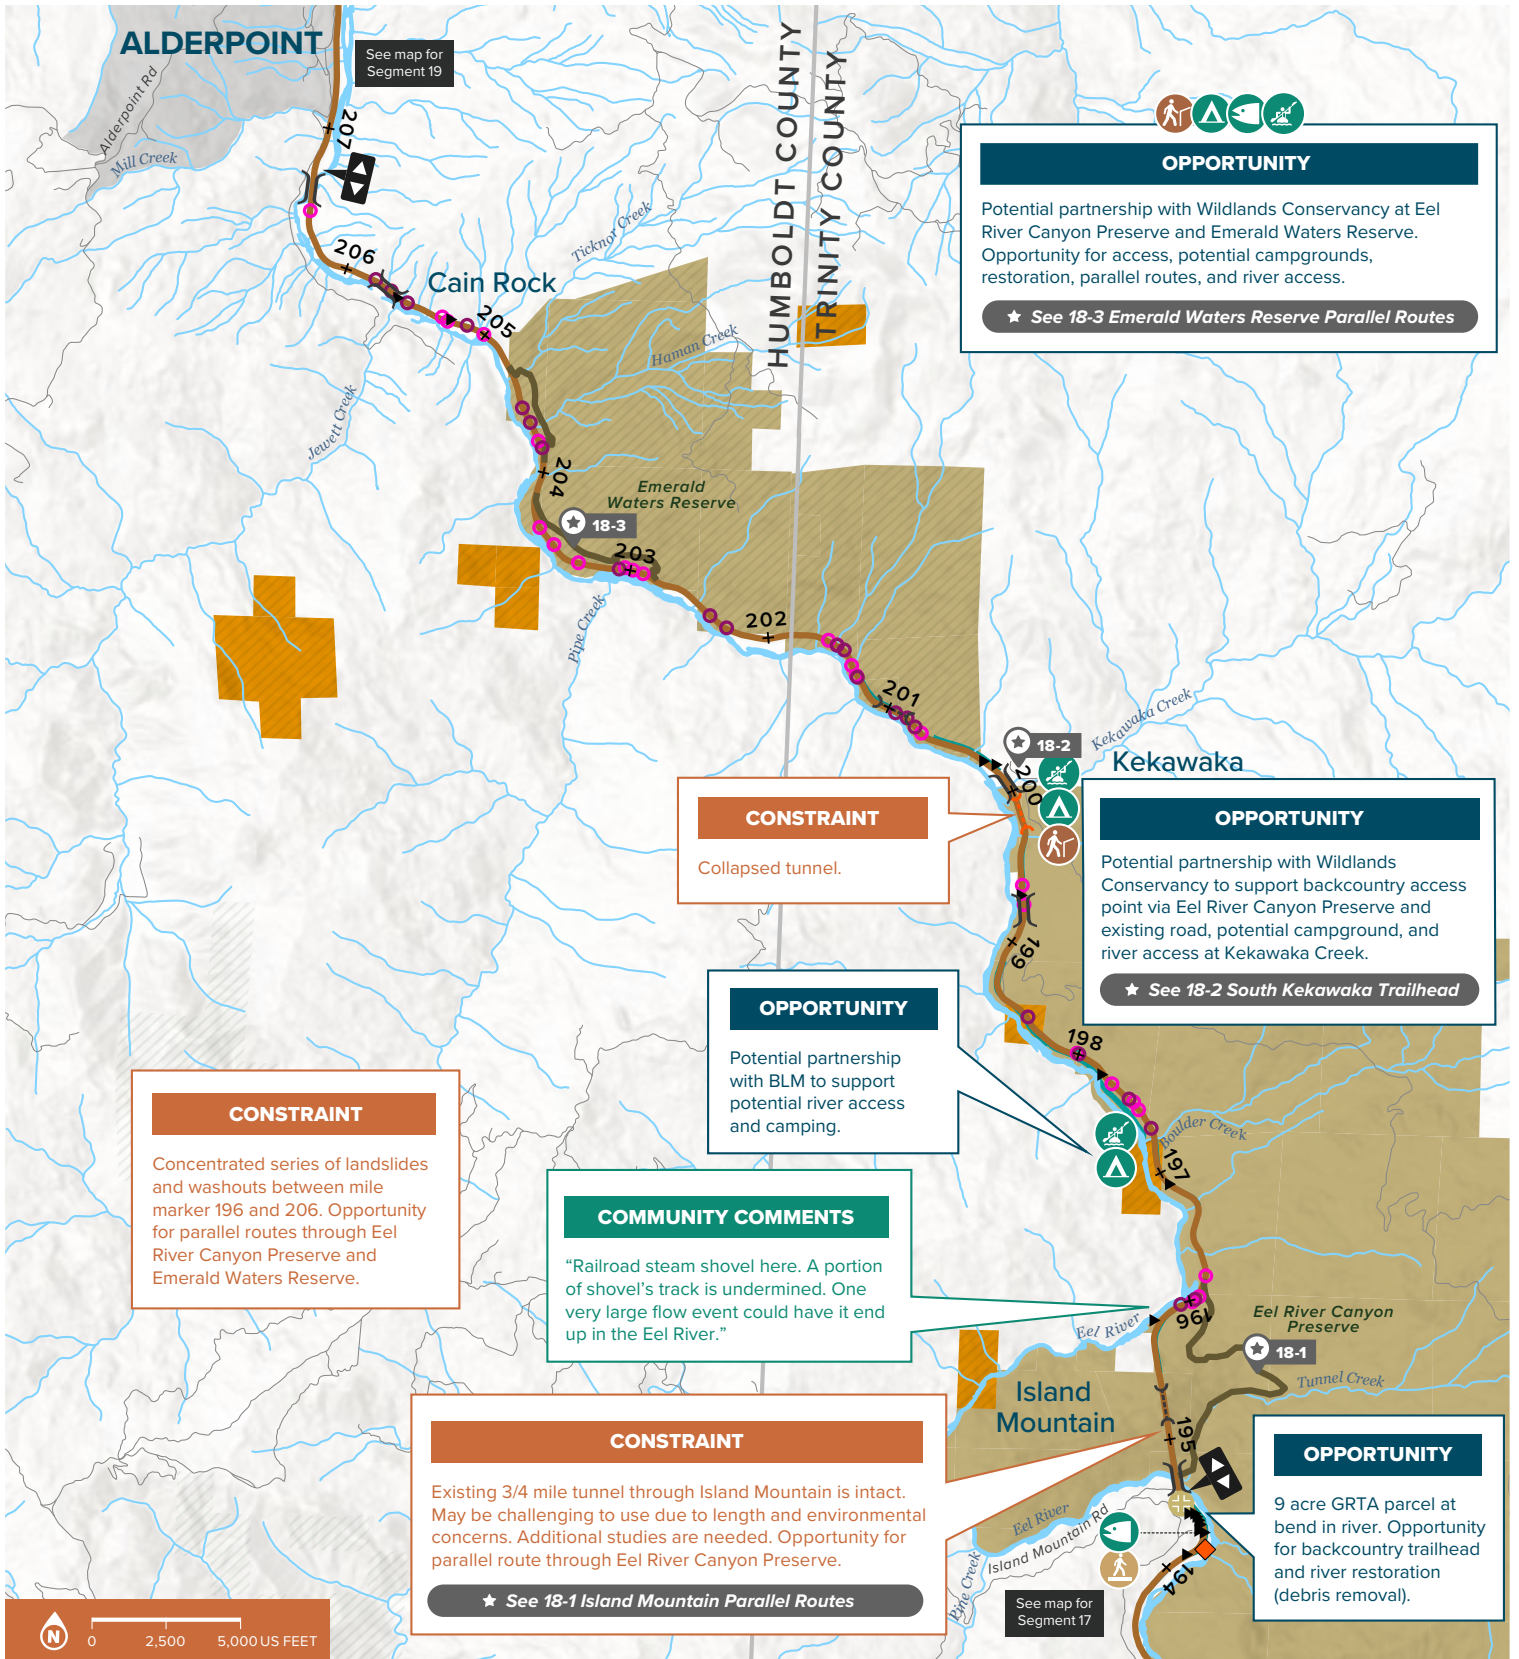 ALDERPOINT
See map for
Segment 19
Alderpoint Rd
Mill Creek
207
206
Cain Rock
205
Ticknor Creek
HUMBOLDT COUNTY
TRINITY COUNTY
OPPORTUNITY
Potential partnership with Wildlands Conservancy at Eel
River Canyon Preserve and Emerald Waters Reserve.
Opportunity for access, potential campgrounds,
restoration, parallel routes, and river access.
See 18-3 Emerald Waters Reserve Parallel Routes
Haman Creek
Jewett Creek
204
Emerald
Waters Reserve
18-3
203
Pipe Creek
202
201
Kekawaka Creek
18-2
Kekawaka
200
CONSTRAINT
Collapsed tunnel.
OPPORTUNITY
Potential partnership with Wildlands
Conservancy to support backcountry access
point via Eel River Canyon Preserve and
existing road, potential campground, and
river access at Kekawaka Creek.
See 18-2 South Kekawaka Trailhead
199
OPPORTUNITY
Potential partnership
with BLM to support
potential river access
and camping.
198
Boulder Creek
197
CONSTRAINT
Concentrated series of landslides
and washouts between mile
marker 196 and 206. Opportunity
for parallel routes through Eel
River Canyon Preserve and
Emerald Waters Reserve.
COMMUNITY COMMENTS
“Railroad steam shovel here. A portion
of shovel’s track is undermined. One
very large flow event could have it end
up in the Eel River.”
196
Eel River
Eel River Canyon
Preserve
18-1
Tunnel Creek
Island
Mountain
195
CONSTRAINT
Existing 3/4 mile tunnel through Island Mountain is intact.
May be challenging to use due to length and environmental
concerns. Additional studies are needed. Opportunity for
parallel route through Eel River Canyon Preserve.
See 18-1 Island Mountain Parallel Routes
OPPORTUNITY
9 acre GRTA parcel at
bend in river. Opportunity
for backcountry trailhead
and river restoration
(debris removal).
Eel River
Island Mountain Rd
Pine Creek
194
See map for
Segment 17
N
0 2,500 5,000 US FEET